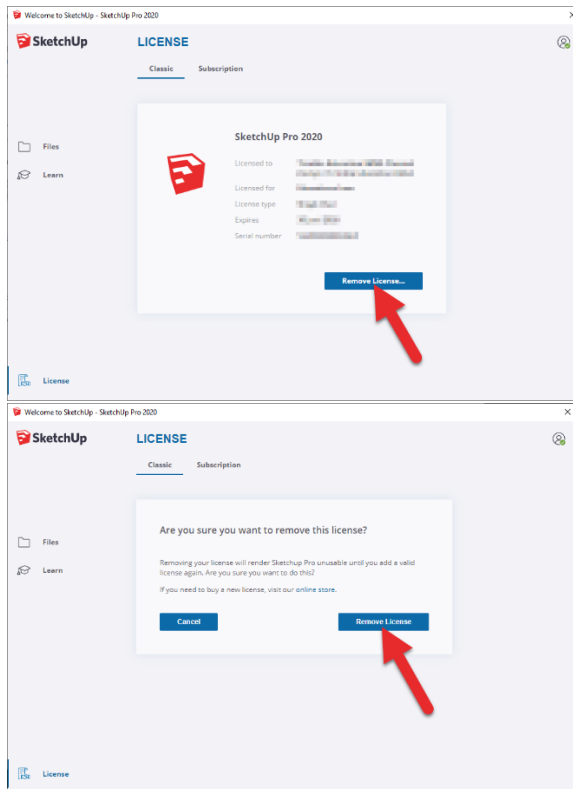 Welcome to SketchUp - SketchUp Pro 2020
SketchUp
LICENSE
Classic Subscription
SketchUp Pro 2020
Licensed to
Licensed for
License type
Expires
Serial number
Remove License...
Files
Learn
License
Welcome to SketchUp - SketchUp Pro 2020
SketchUp
LICENSE
Classic Subscription
Are you sure you want to remove this license?
Removing your license will render Sketchup Pro unusable until you add a valid
license again. Are you sure you want to do this?
If you need to buy a new license, visit our online store.
Cancel Remove License
Files
Learn
License